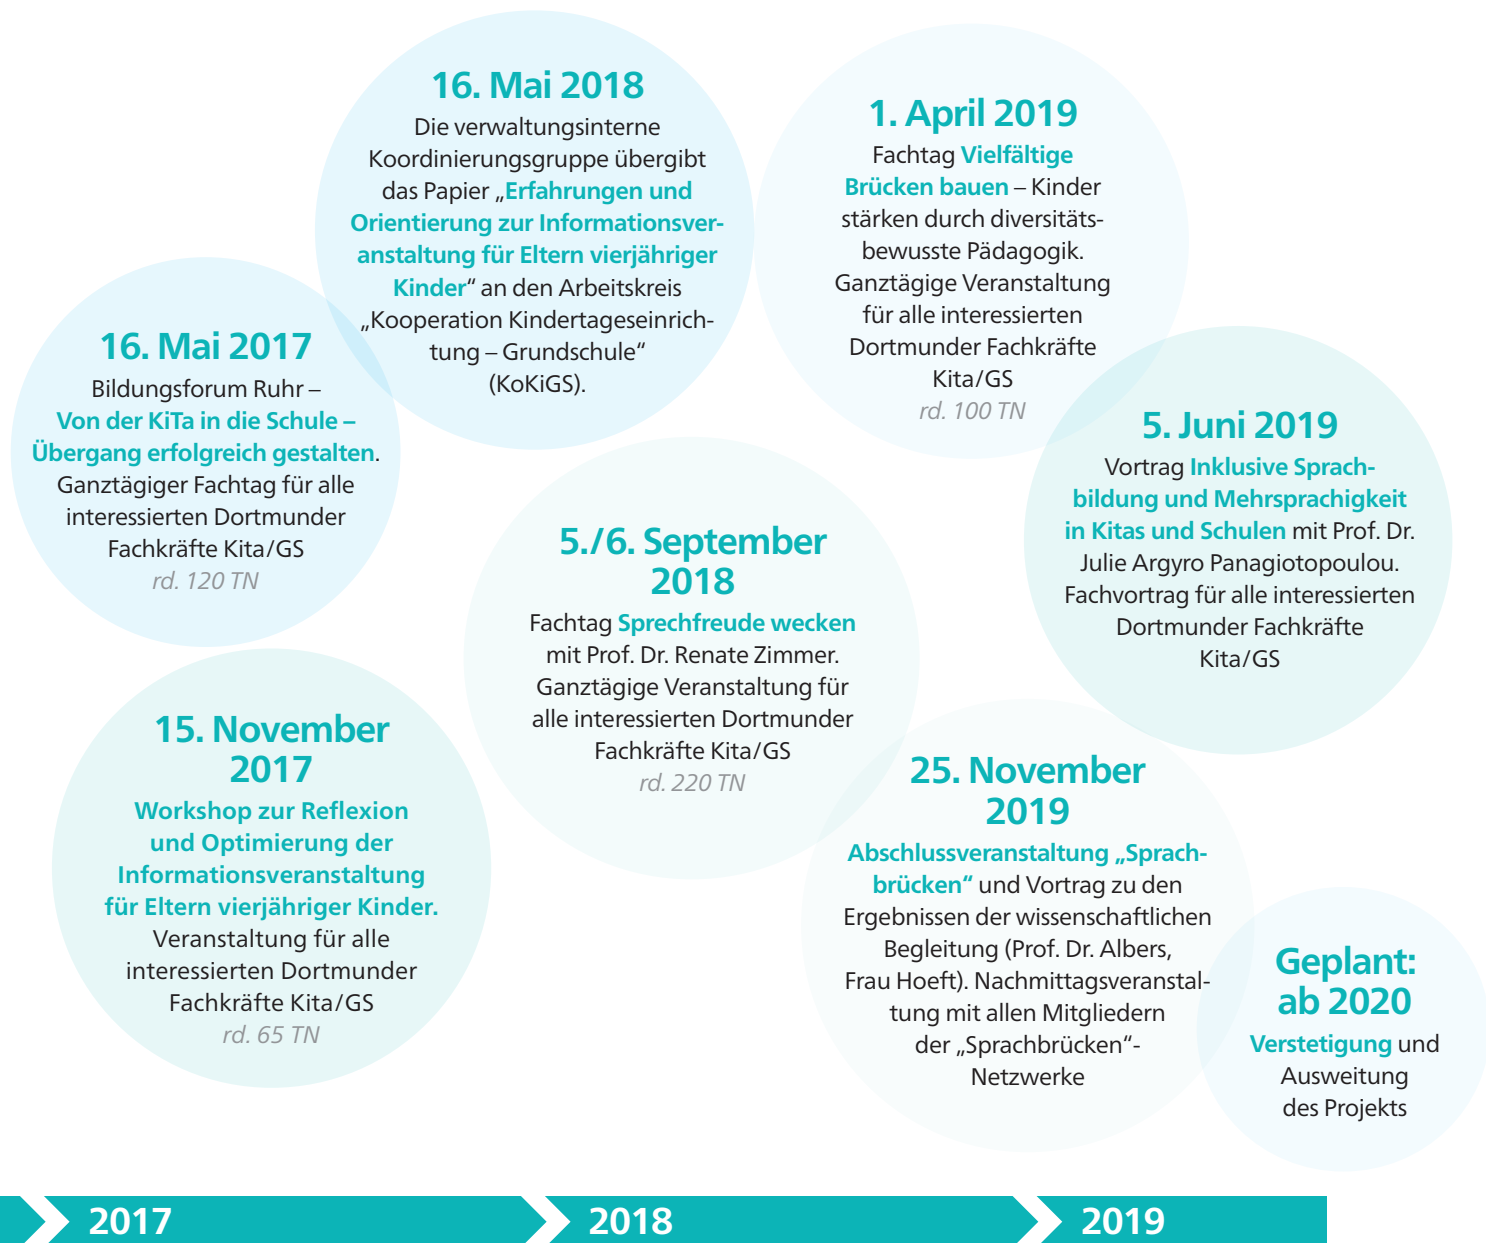 16. Mai 2017
Bildungsforum Ruhr –
Von der KiTa in die Schule –
Übergang erfolgreich gestalten.
Ganztägiger Fachtag für alle
interessierten Dortmunder
Fachkräfte Kita/GS
rd. 120 TN
15. November
2017
Workshop zur Reflexion
und Optimierung der
Informationsveranstaltung
für Eltern vierjähriger Kinder.
Veranstaltung für alle
interessierten Dortmunder
Fachkräfte Kita/GS
rd. 65 TN
16. Mai 2018
Die verwaltungsinterne
Koordinierungsgruppe übergibt
das Papier „Erfahrungen und
Orientierung zur Informationsver-
anstaltung für Eltern vierjähriger
Kinder“ an den Arbeitskreis
„Kooperation Kindertageseinrich-
tung – Grundschule“
(KoKiGS).
5./6. September
2018
Fachtag Sprechfreude wecken
mit Prof. Dr. Renate Zimmer.
Ganztägige Veranstaltung für
alle interessierten Dortmunder
Fachkräfte Kita/GS
rd. 220 TN
1. April 2019
Fachtag Vielfältige
Brücken bauen – Kinder
stärken durch diversitäts-
bewusste Pädagogik.
Ganztägige Veranstaltung
für alle interessierten
Dortmunder Fachkräfte
Kita/GS
rd. 100 TN
5. Juni 2019
Vortrag Inklusive Sprach-
bildung und Mehrsprachigkeit
in Kitas und Schulen mit Prof. Dr.
Julie Argyro Panagiotopoulou.
Fachvortrag für alle interessierten
Dortmunder Fachkräfte
Kita/GS
25. November
2019
Abschlussveranstaltung „Sprach-
brücken“ und Vortrag zu den
Ergebnissen der wissenschaftlichen
Begleitung (Prof. Dr. Albers,
Frau Hoeft). Nachmittagsveranstal-
tung mit allen Mitgliedern
der „Sprachbrücken“-
Netzwerke
Geplant:
ab 2020
Verstetigung und
Ausweitung
des Projekts
2017
2018
2019